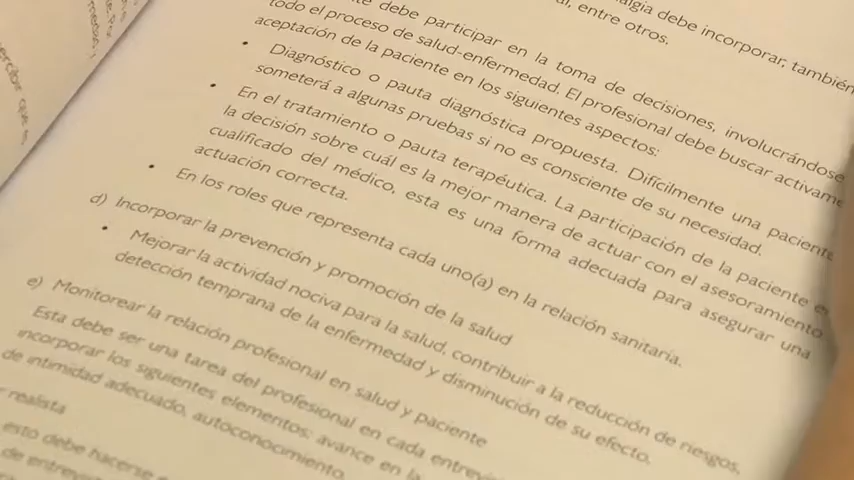 debe incorporar, también
al, entre otros.
debe participar en la toma de decisiones, involucrándose
todo el proceso de salud-enfermedad. El profesional debe buscar activame
aceptación de la paciente en los siguientes aspectos:
• Diagnóstico o pauta diagnóstica propuesta. Difícilmente una paciente
someterá a algunas pruebas si no es consciente de su necesidad.
• En el tratamiento o pauta terapéutica. La participación de la paciente en
la decisión sobre cuál es la mejor manera de actuar con el asesoramiento
cualificado del médico, esta es una forma adecuada para asegurar una
actuación correcta.
• En los roles que representa cada uno(a) en la relación sanitaria.
d) Incorporar la prevención y promoción de la salud
• Mejorar la actividad nociva para la salud, contribuir a la reducción de riesgos,
detección temprana de la enfermedad y disminución de su efecto.
e) Monitorear la relación profesional en salud y paciente
Esta debe ser una tarea del profesional en cada entrevi
incorporar los siguientes elementos: avance en la
de intimidad adecuado, autoconocimiento.
realista
esto debe hacerse
de entrevi